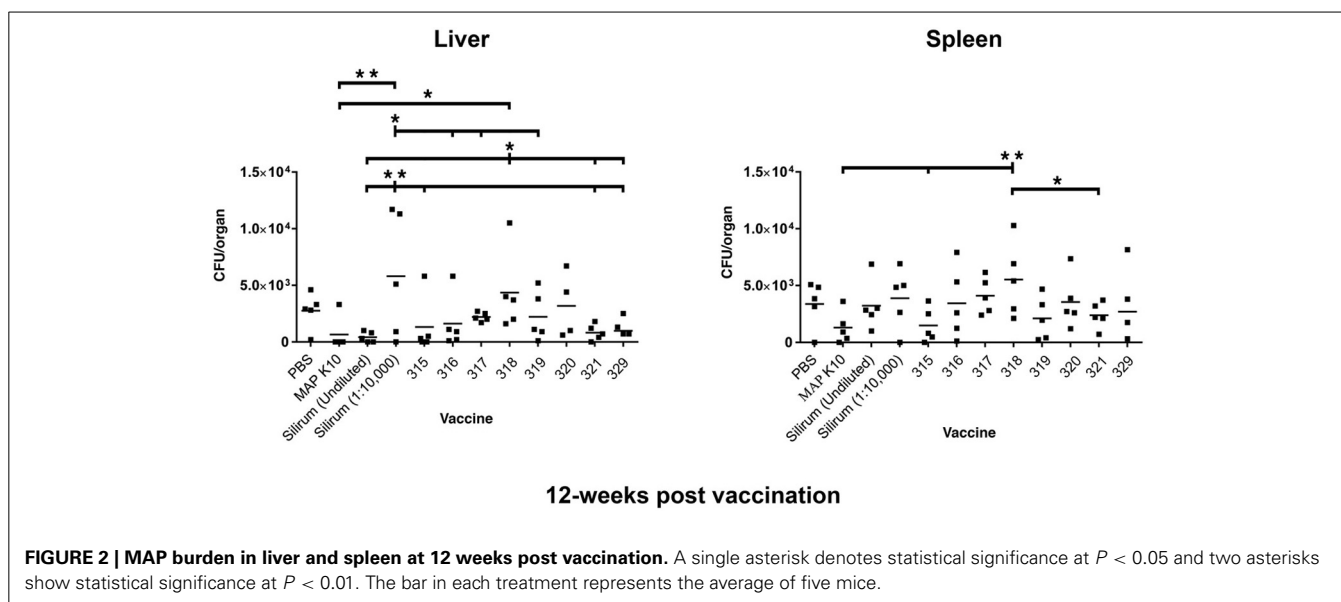 Liver
**
*
*
*
**
1.5×10⁴
1.0×10⁴
5.0×10³
0
CFU/organ
PBS
MAP K10
Silirum (Undiluted)
Silirum (1:10,000)
315
316
317
318
319
320
321
329
Vaccine
Spleen
**
*
1.5×10⁴
1.0×10⁴
5.0×10³
0
CFU/organ
PBS
MAP K10
Silirum (Undiluted)
Silirum (1:10,000)
315
316
317
318
319
320
321
329
Vaccine
12-weeks post vaccination
FIGURE 2 | MAP burden in liver and spleen at 12 weeks post vaccination. A single asterisk denotes statistical significance at P < 0.05 and two asterisks
show statistical significance at P < 0.01. The bar in each treatment represents the average of five mice.